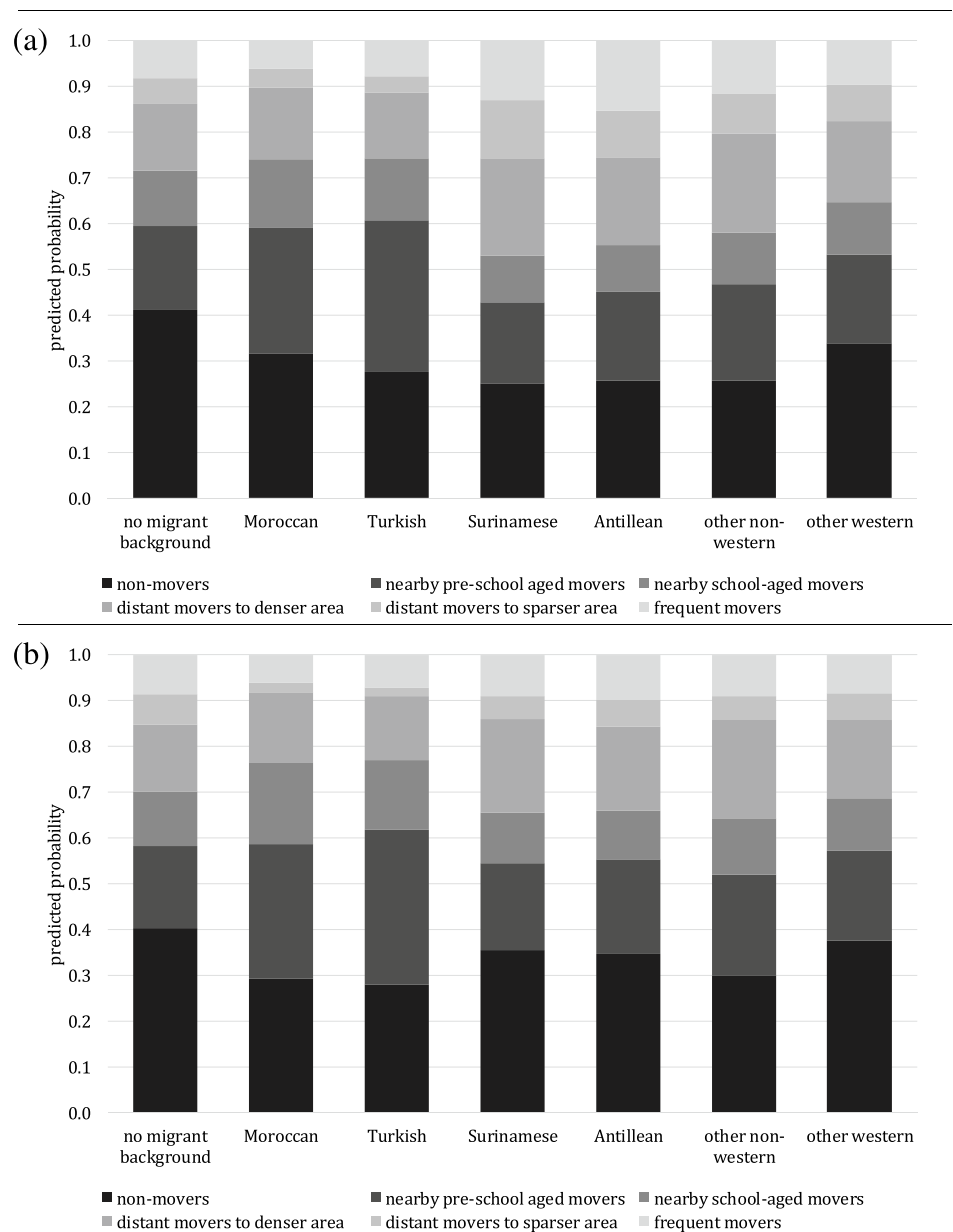 (a)
predicted probability
1.0
0.9
0.8
0.7
0.6
0.5
0.4
0.3
0.2
0.1
0.0
no migrant background
Moroccan
Turkish
Surinamese
Antillean
other non-western
other western
■ non-movers
■ nearby pre-school aged movers
■ nearby school-aged movers
■ distant movers to denser area
■ distant movers to sparser area
■ frequent movers
(b)
predicted probability
1.0
0.9
0.8
0.7
0.6
0.5
0.4
0.3
0.2
0.1
0.0
no migrant background
Moroccan
Turkish
Surinamese
Antillean
other non-western
other western
■ non-movers
■ nearby pre-school aged movers
■ nearby school-aged movers
■ distant movers to denser area
■ distant movers to sparser area
■ frequent movers